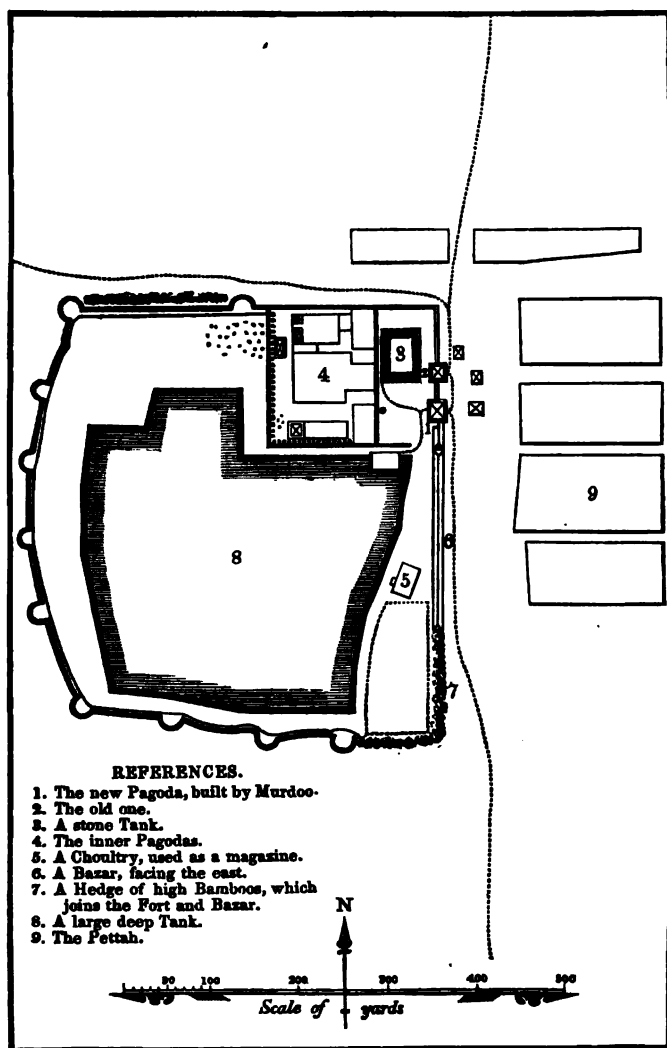 3
2
4
1
9
6
8
5
7
REFERENCES.
1. The new Pagoda, built by Murdoo-
2. The old one.
3. A stone Tank.
4. The inner Pagodas.
5. A Choultry, used as a magazine.
6. A Bazar, facing the east.
7. A Hedge of high Bamboos, which
joins the Fort and Bazar.
8. A large deep Tank.
9. The Pettah.
N
50 100 200 300 400 500
Scale of yards